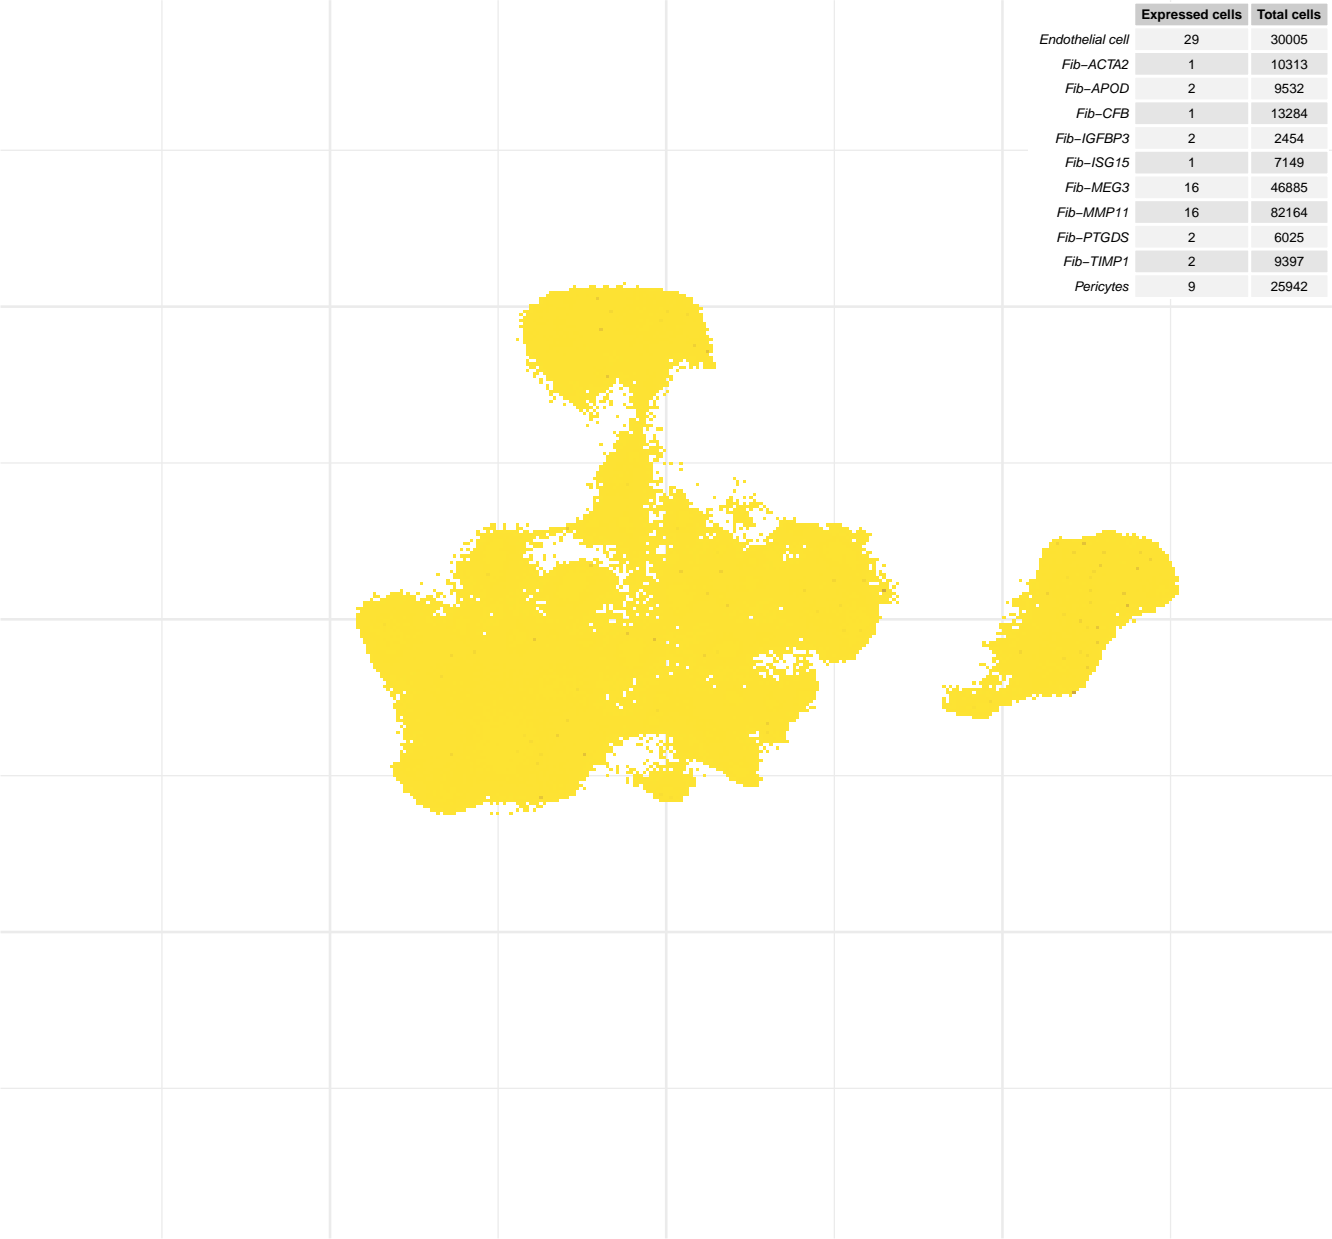 Expressed cells Total cells
Endothelial cell 29 30005
Fib−ACTA2 1 10313
Fib−APOD 2 9532
Fib−CFB 1 13284
Fib−IGFBP3 2 2454
Fib−ISG15 1 7149
Fib−MEG3 16 46885
Fib−MMP11 16 82164
Fib−PTGDS 2 6025
Fib−TIMP1 2 9397
Pericytes 9 25942